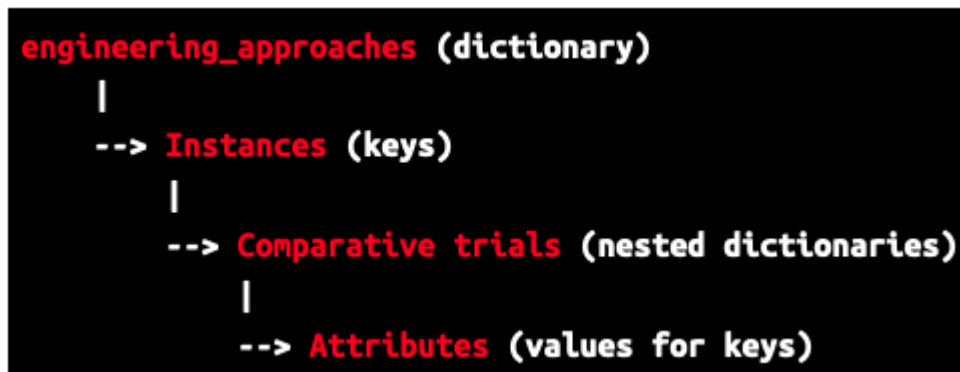 engineering_approaches (dictionary)
|
--> Instances (keys)
|
--> Comparative trials (nested dictionaries)
|
--> Attributes (values for keys)